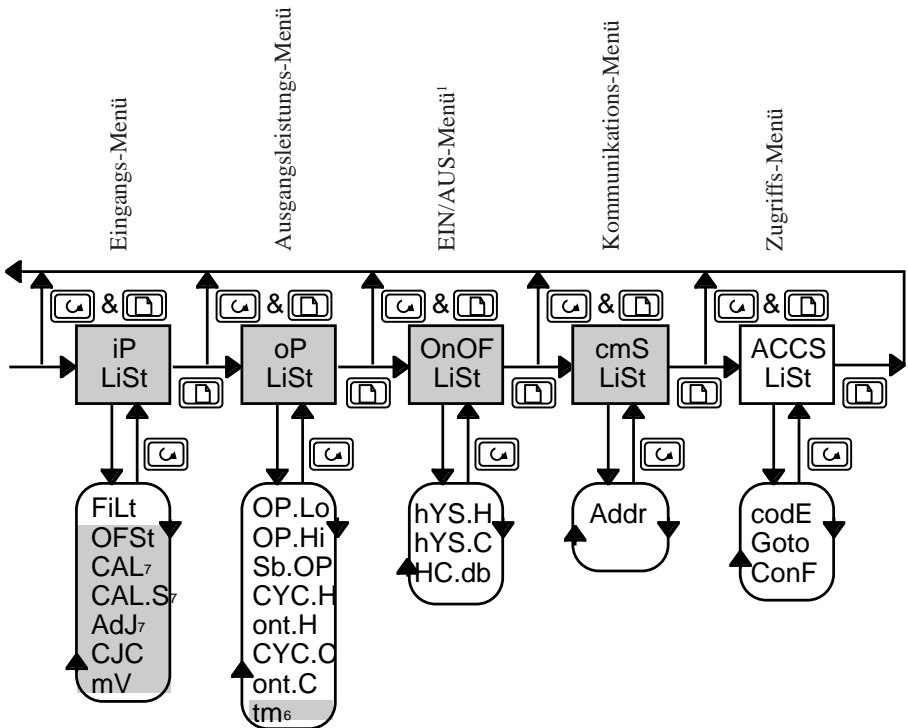 Eingangs-Menü
Ausgangsleistungs-Menü
EIN/AUS-Menü¹
Kommunikations-Menü
Zugriffs-Menü
&
&
&
&
&
iP
LiSt
oP
LiSt
OnOF
LiSt
cmS
LiSt
ACCS
LiSt
FiLt
OFSt
CAL7
CAL.S7
AdJ7
CJC
mV
OP.Lo
OP.Hi
Sb.OP
CYC.H
ont.H
CYC.C
ont.C
tm6
hYS.H
hYS.C
HC.db
Addr
codE
Goto
ConF